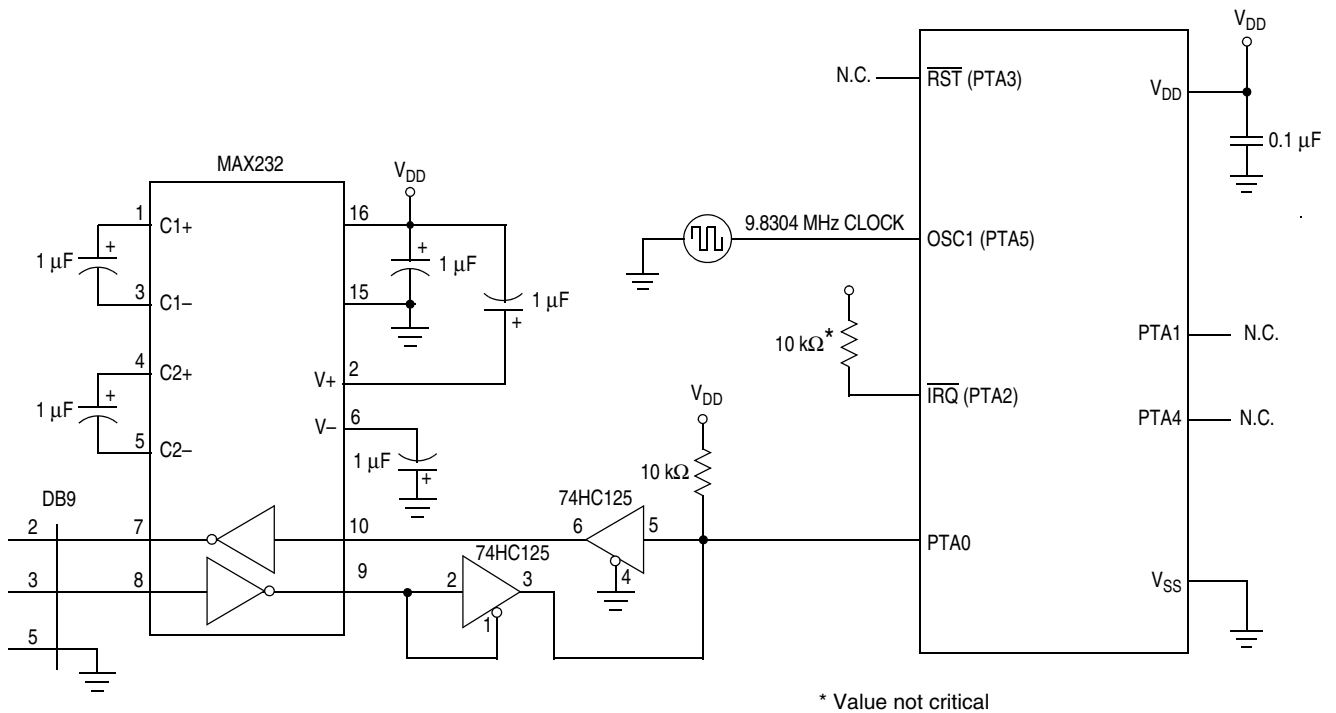 MAX232
1
C1+
1 µF
+
3
C1–
4
C2+
1 µF
+
5
C2–
16
VDD
+
1 µF
15
1 µF
+
V+
2
V–
6
1 µF
+
DB9
2
7
10
3
8
9
5
74HC125
6
5
4
74HC125
2
3
1
VDD
10 kΩ
N.C.
RST (PTA3)
9.8304 MHz CLOCK
OSC1 (PTA5)
10 kΩ*
IRQ (PTA2)
PTA0
VDD
VDD
0.1 µF
PTA1
N.C.
PTA4
N.C.
VSS
* Value not critical